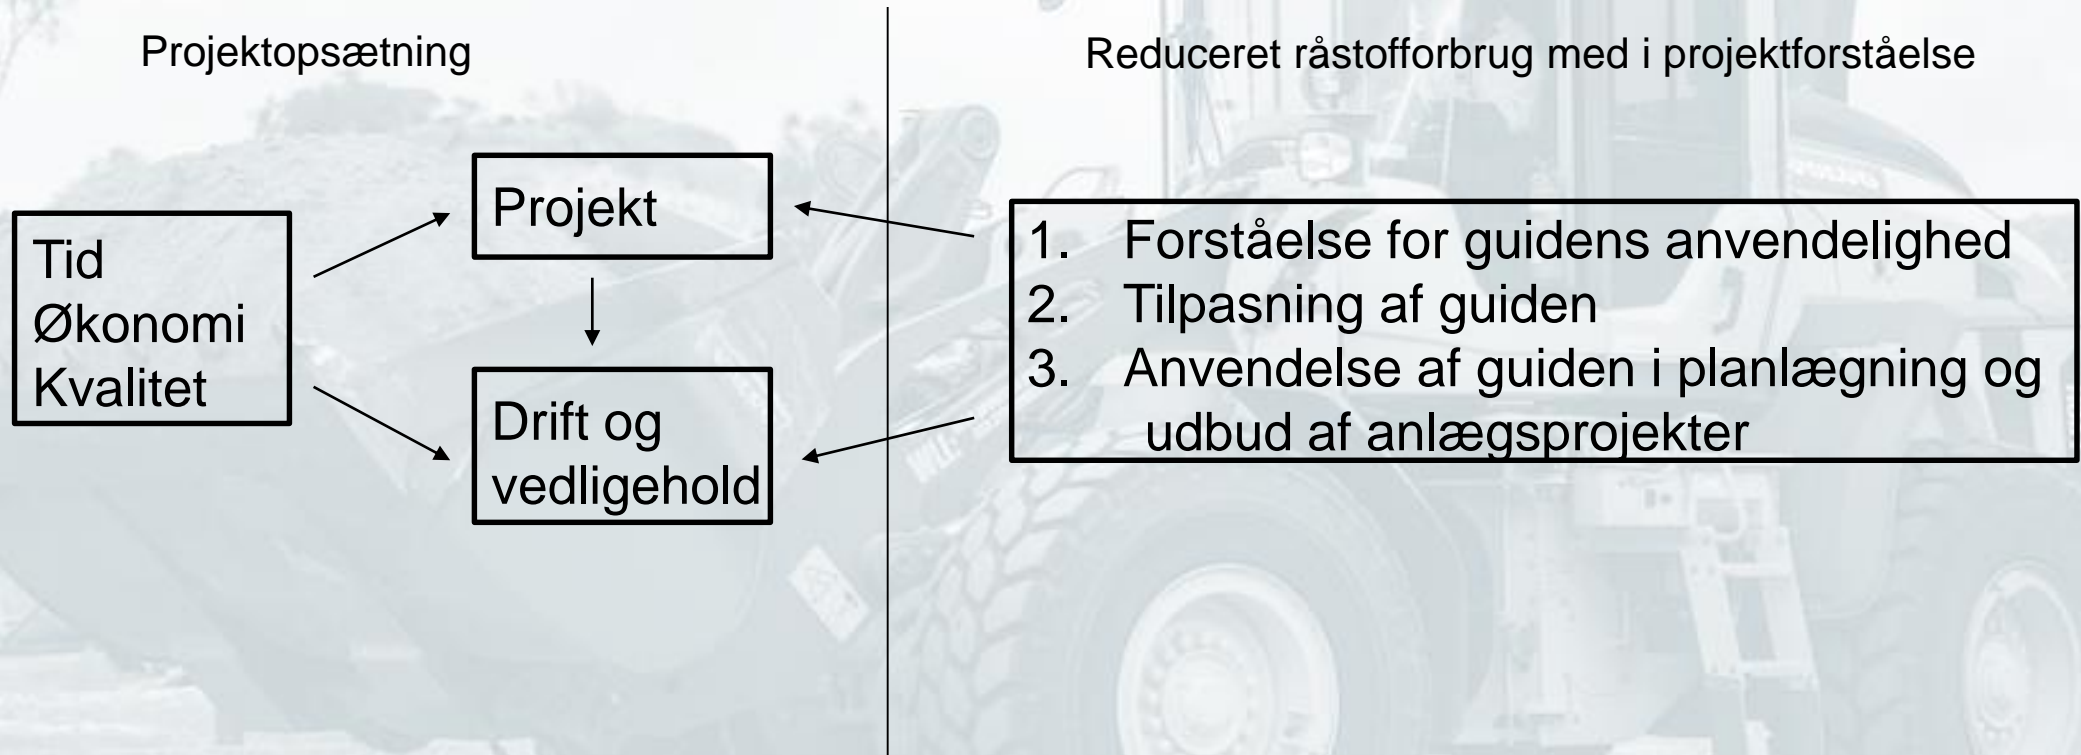 Projektopsætning
Tid
Økonomi
Kvalitet
Projekt
Drift og
vedligehold
Reduceret råstofforbrug med i projektforståelse
1. Forståelse for guidens anvendelighed
2. Tilpasning af guiden
3. Anvendelse af guiden i planlægning og
udbud af anlægsprojekter